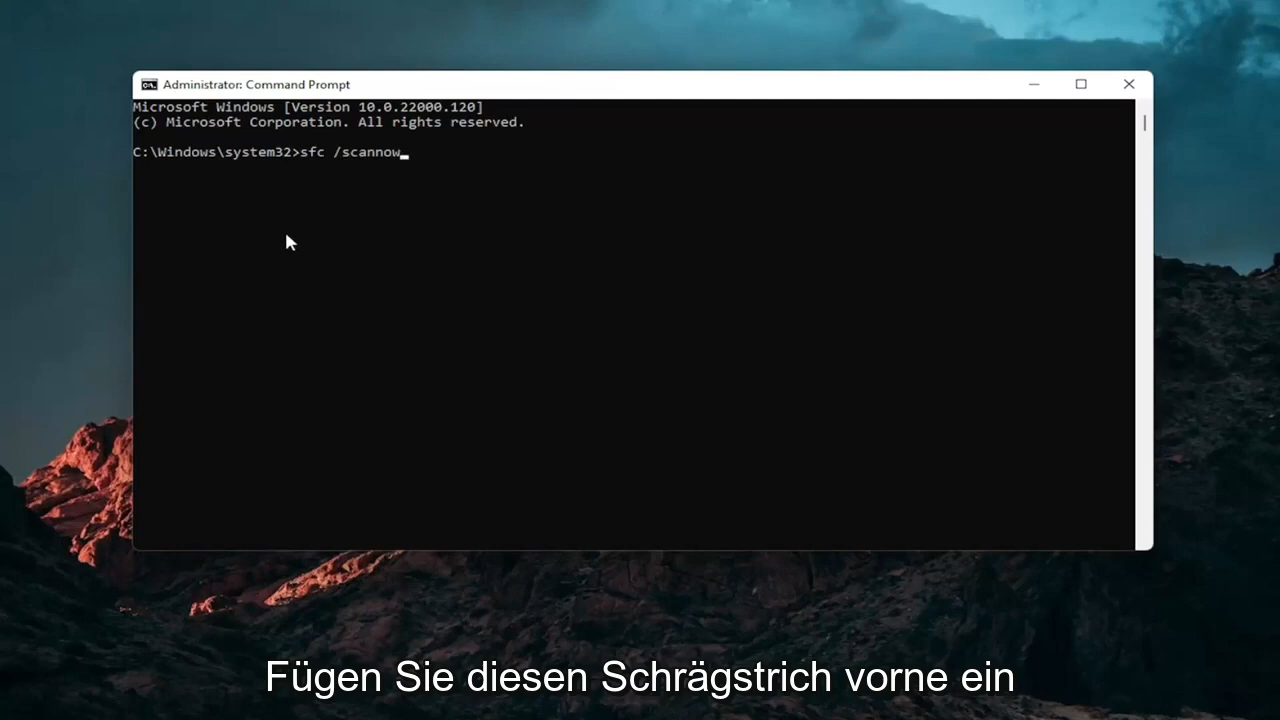 Administrator: Command Prompt
Microsoft Windows [Version 10.0.22000.120]
(c) Microsoft Corporation. All rights reserved.
C:\Windows\system32>sfc /scannow
Fügen Sie diesen Schrägstrich vorne ein